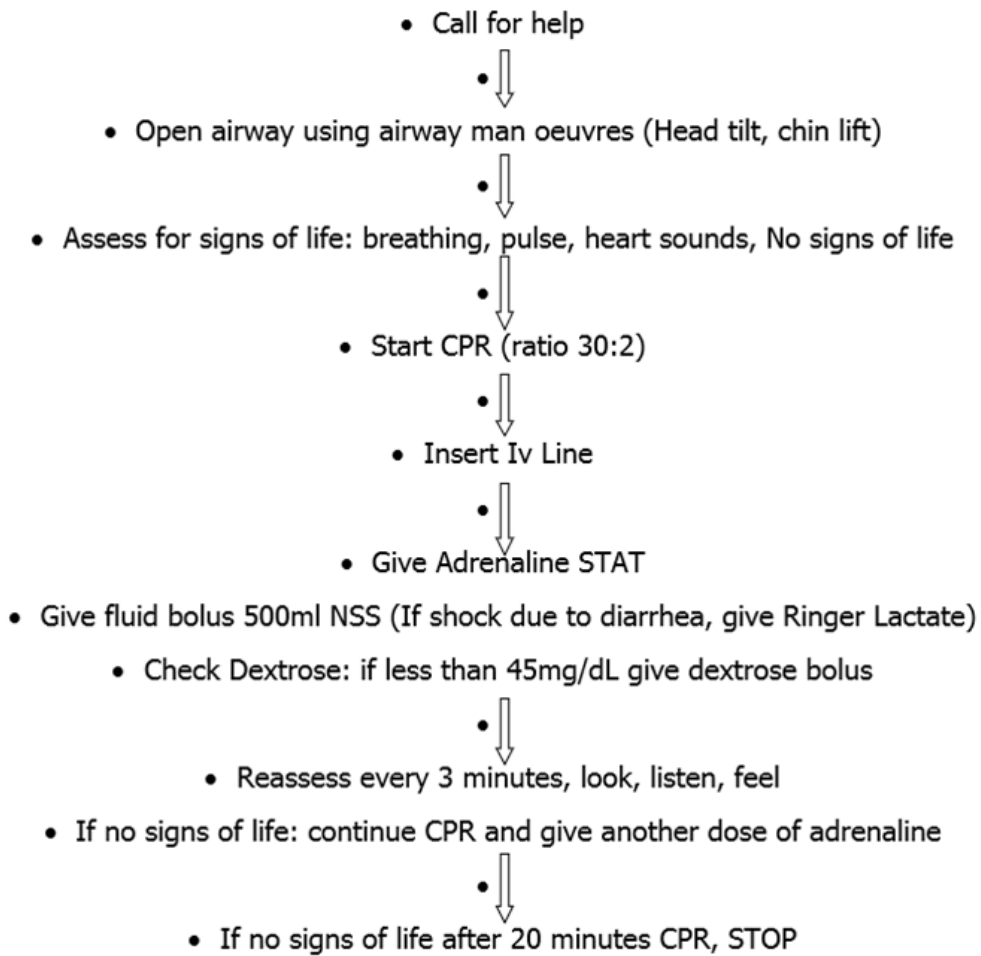 • Call for help
•
• Open airway using airway man oeuvres (Head tilt, chin lift)
•
• Assess for signs of life: breathing, pulse, heart sounds, No signs of life
•
• Start CPR (ratio 30:2)
•
• Insert Iv Line
•
• Give Adrenaline STAT
• Give fluid bolus 500ml NSS (If shock due to diarrhea, give Ringer Lactate)
• Check Dextrose: if less than 45mg/dL give dextrose bolus
•
• Reassess every 3 minutes, look, listen, feel
• If no signs of life: continue CPR and give another dose of adrenaline
•
• If no signs of life after 20 minutes CPR, STOP